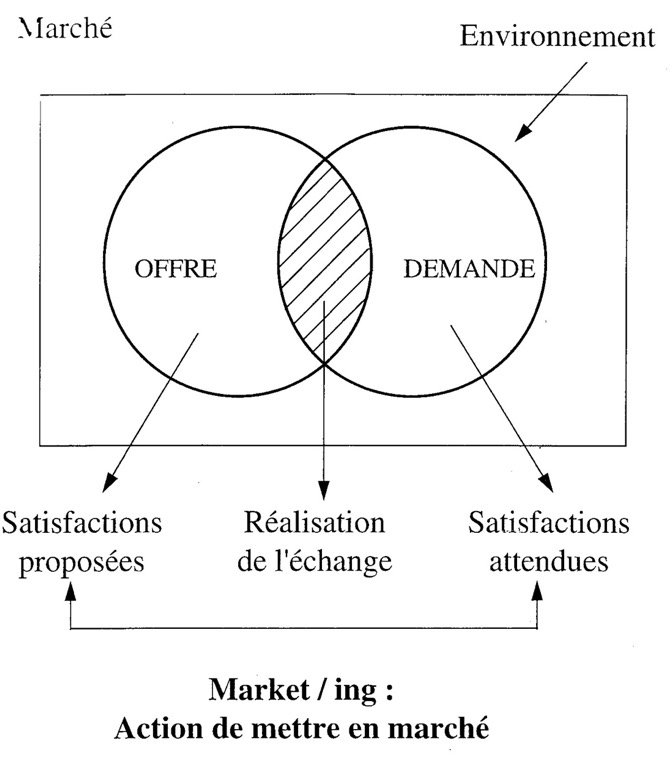 Marché
Environnement
OFFRE
DEMANDE
Satisfactions
proposées
Réalisation
de l'échange
Satisfactions
attendues
Market / ing :
Action de mettre en marché